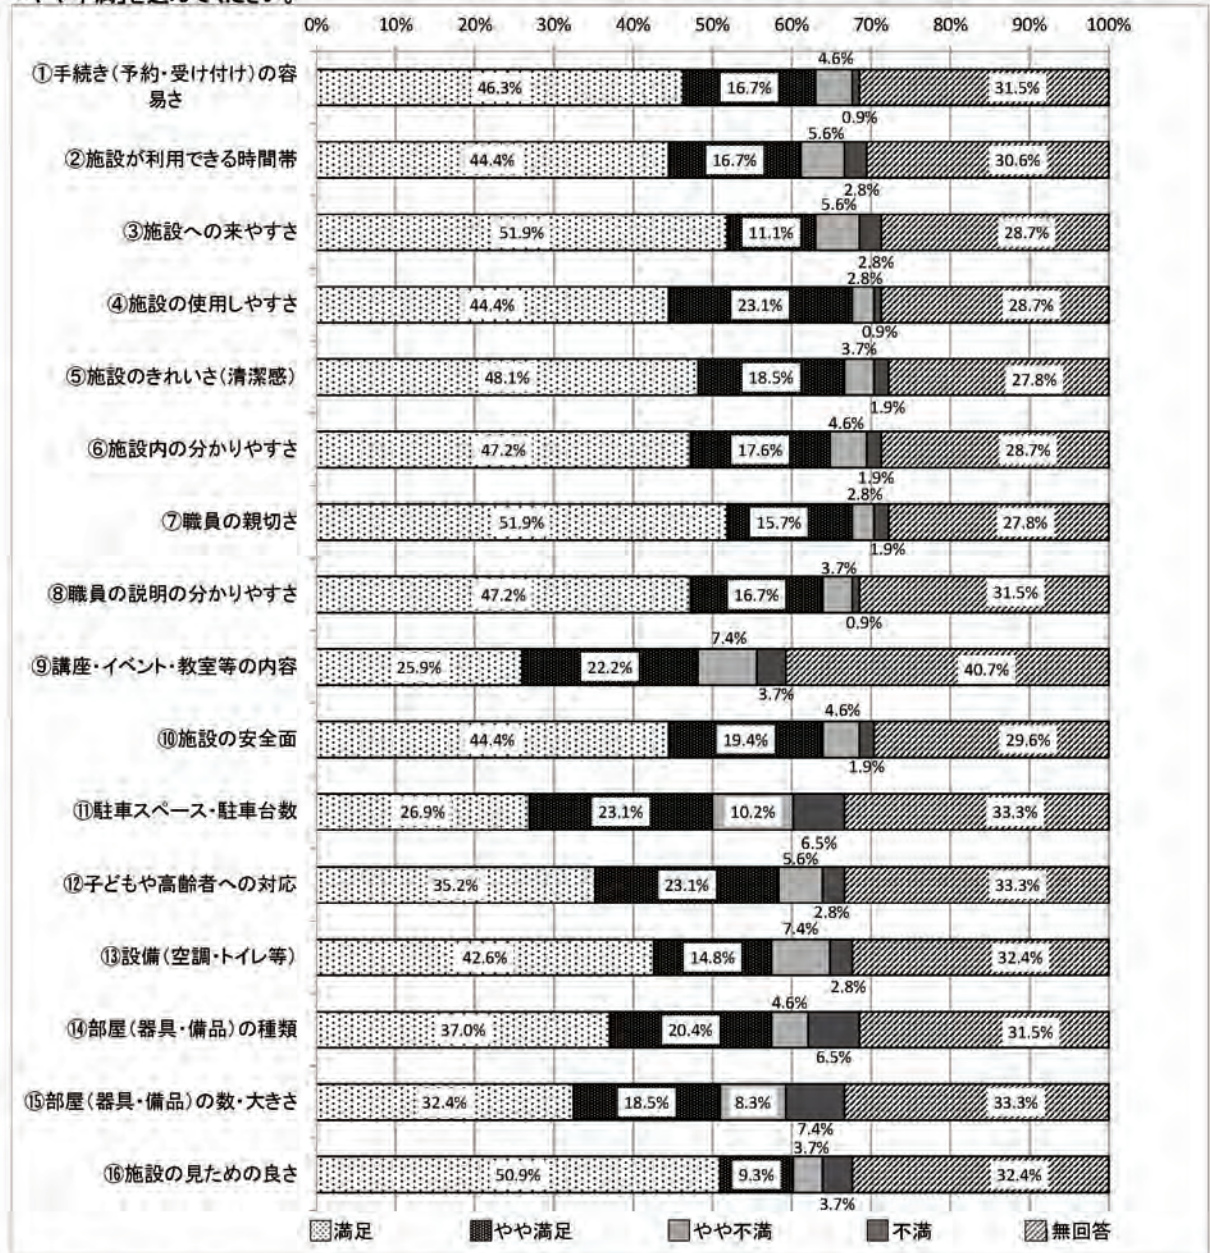 0% 10% 20% 30% 40% 50% 60% 70% 80% 90% 100%
4.6%
①手続き(予約・受け付け)の容
易さ
46.3% 16.7% 31.5%
0.9%
5.6%
②施設が利用できる時間帯 44.4% 16.7% 30.6%
2.8%
5.6%
③施設への来やすさ 51.9% 11.1% 28.7%
2.8%
2.8%
④施設の使用しやすさ 44.4% 23.1% 28.7%
0.9%
3.7%
⑤施設のきれいさ(清潔感) 48.1% 18.5% 27.8%
1.9%
4.6%
⑥施設内の分かりやすさ 47.2% 17.6% 28.7%
1.9%
2.8%
⑦職員の親切さ 51.9% 15.7% 27.8%
1.9%
3.7%
⑧職員の説明の分かりやすさ 47.2% 16.7% 31.5%
0.9%
7.4%
⑨講座・イベント・教室等の内容 25.9% 22.2% 40.7%
3.7%
4.6%
⑩施設の安全面 44.4% 19.4% 29.6%
1.9%
⑪駐車スペース・駐車台数 26.9% 23.1% 10.2% 33.3%
6.5%
5.6%
⑫子どもや高齢者への対応 35.2% 23.1% 33.3%
2.8%
7.4%
⑬設備(空調・トイレ等) 42.6% 14.8% 32.4%
2.8%
4.6%
⑭部屋(器具・備品)の種類 37.0% 20.4% 31.5%
6.5%
⑮部屋(器具・備品)の数・大きさ 32.4% 18.5% 8.3% 33.3%
7.4%
3.7%
⑯施設の見ための良さ 50.9% 9.3% 32.4%
3.7%
満足 やや満足 やや不満 不満 無回答